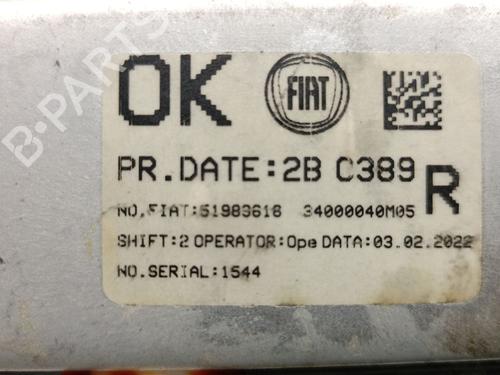 OK FIAT
PR.DATE:2B C389
R
NO.FIAT:51983618 34000040M05
SHIFT:2 OPERATOR:Ope DATA:03.02.2022
NO.SERIAL:1544
B-PARTS